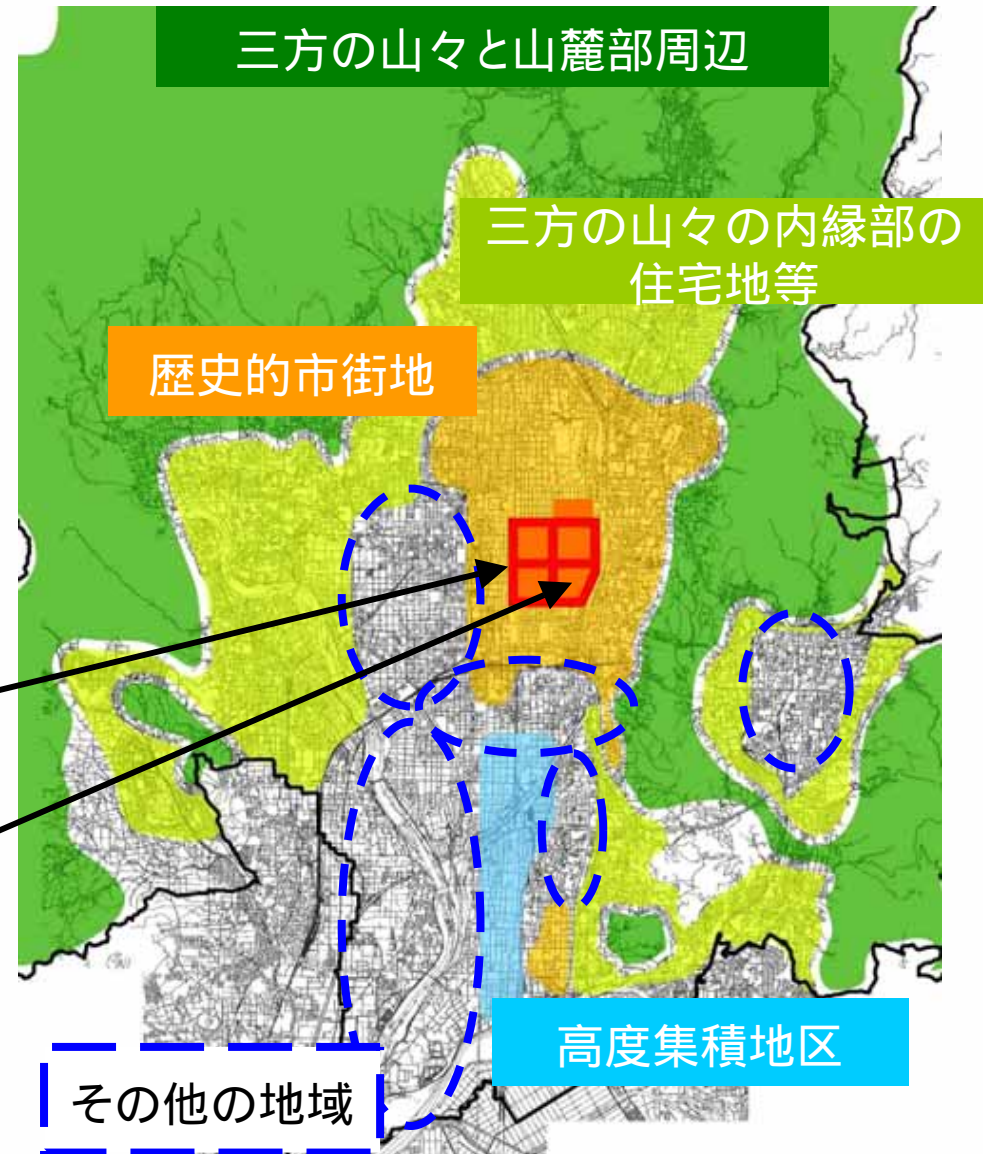 三方の山々と山麓部周辺
三方の山々の内縁部の
住宅地等
歴史的市街地
高度集積地区
その他の地域